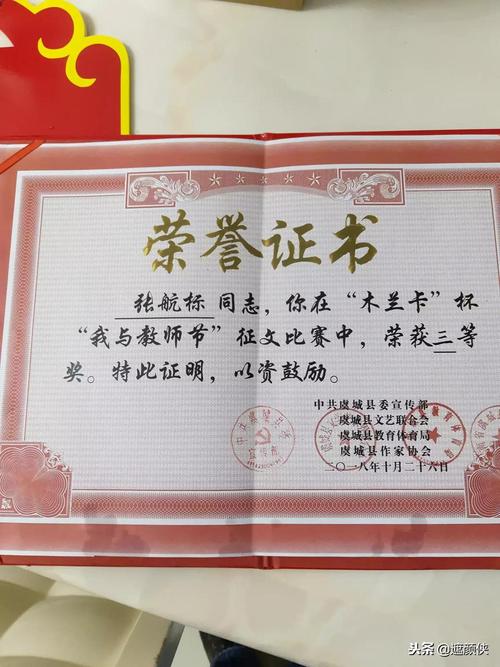 荣誉证书
张航标同志，你在“木兰卡”杯
“我与教师节”征文比赛中，荣获三等
奖。特此证明，以资鼓励。
中共虞城县委宣传部
虞城县文艺联合会
虞城县教育体育局
虞城县作家协会
二〇一八年十月二十六日
头条@遮颜侠